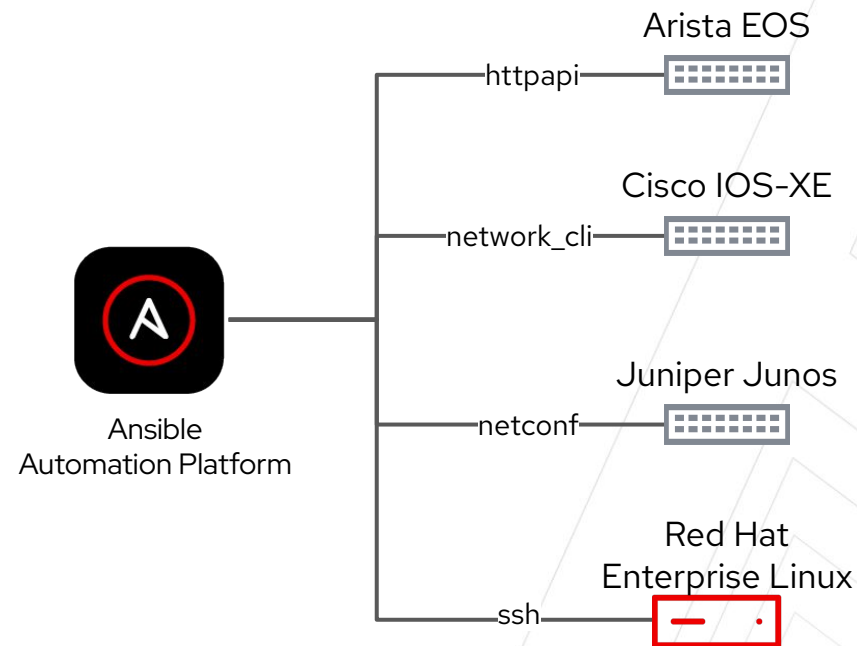 Arista EOS
httpapi
Cisco IOS-XE
network_cli
Juniper Junos
netconf
Ansible
Automation Platform
Red Hat
Enterprise Linux
ssh